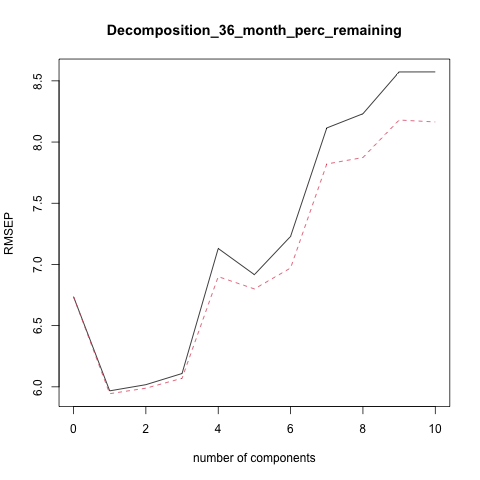 Decomposition_36_month_perc_remaining
RMSEP
8.5
8.0
7.5
7.0
6.5
6.0
0 2 4 6 8 10
number of components